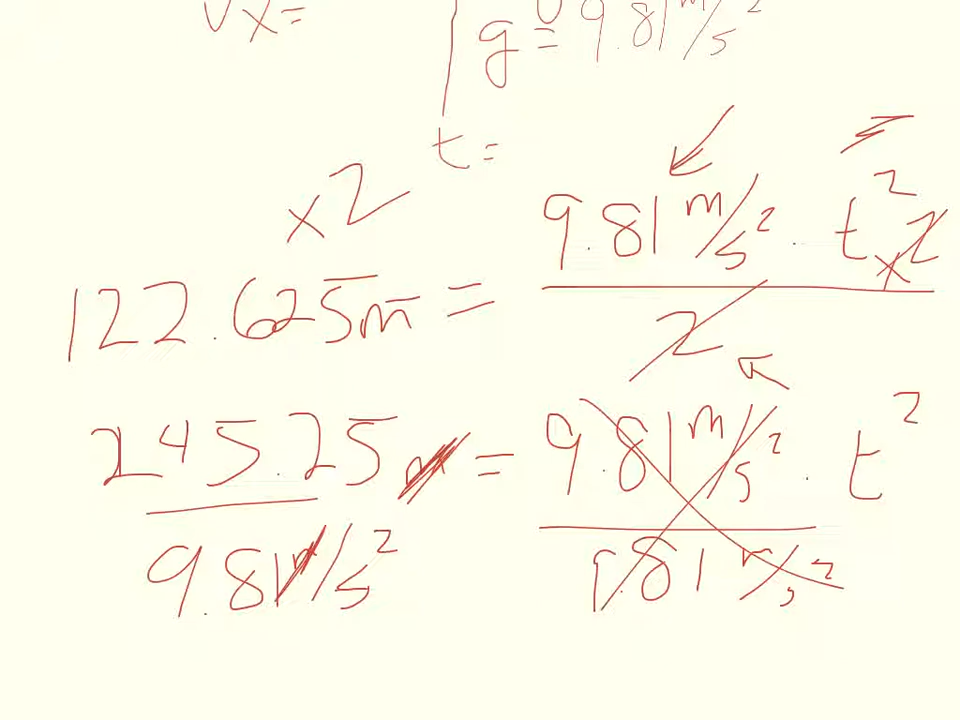 Vx=
g = 9.81 m/s²
t =
x2
122.625m = 9.81 m/s² · t² x2
2
245.25 m = 9.81 m/s² · t²
9.81 m/s² 9.81 m/s²